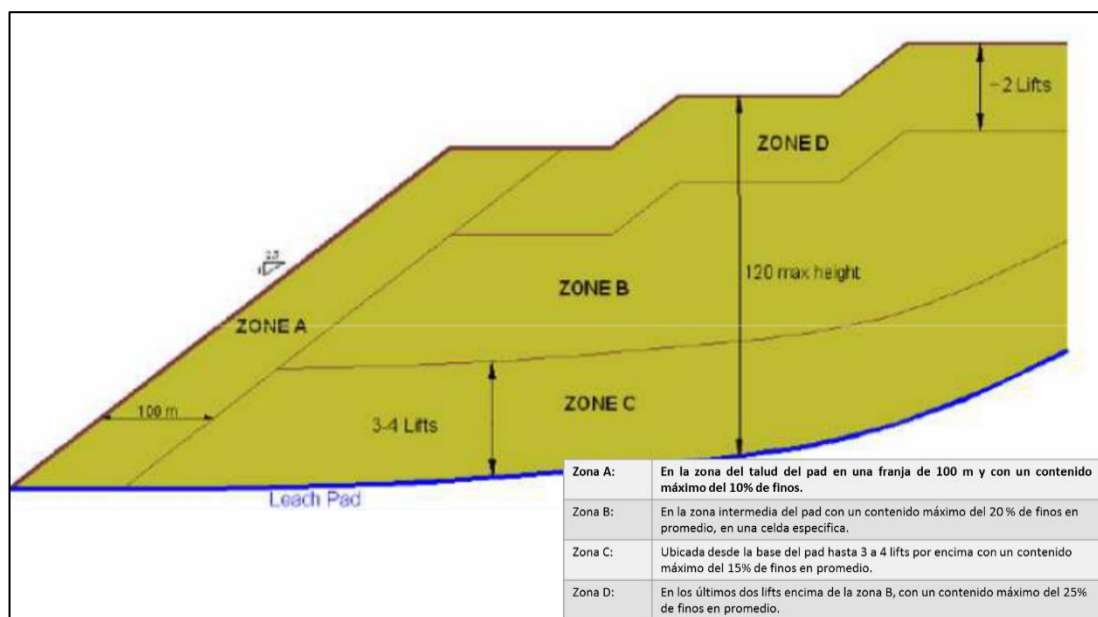 ~2 Lifts
ZONE D
2.5
120 max height
ZONE B
ZONE A
100 m
ZONE C
3-4 Lifts
Leach Pad
Zona A: En la zona del talud del pad en una franja de 100 m y con un contenido
máximo del 10% de finos.
Zona B: En la zona intermedia del pad con un contenido máximo del 20 % de finos en
promedio, en una celda especifica.
Zona C: Ubicada desde la base del pad hasta 3 a 4 lifts por encima con un contenido
máximo del 15% de finos en promedio.
Zona D: En los últimos dos lifts encima de la zona B, con un contenido máximo del 25%
de finos en promedio.